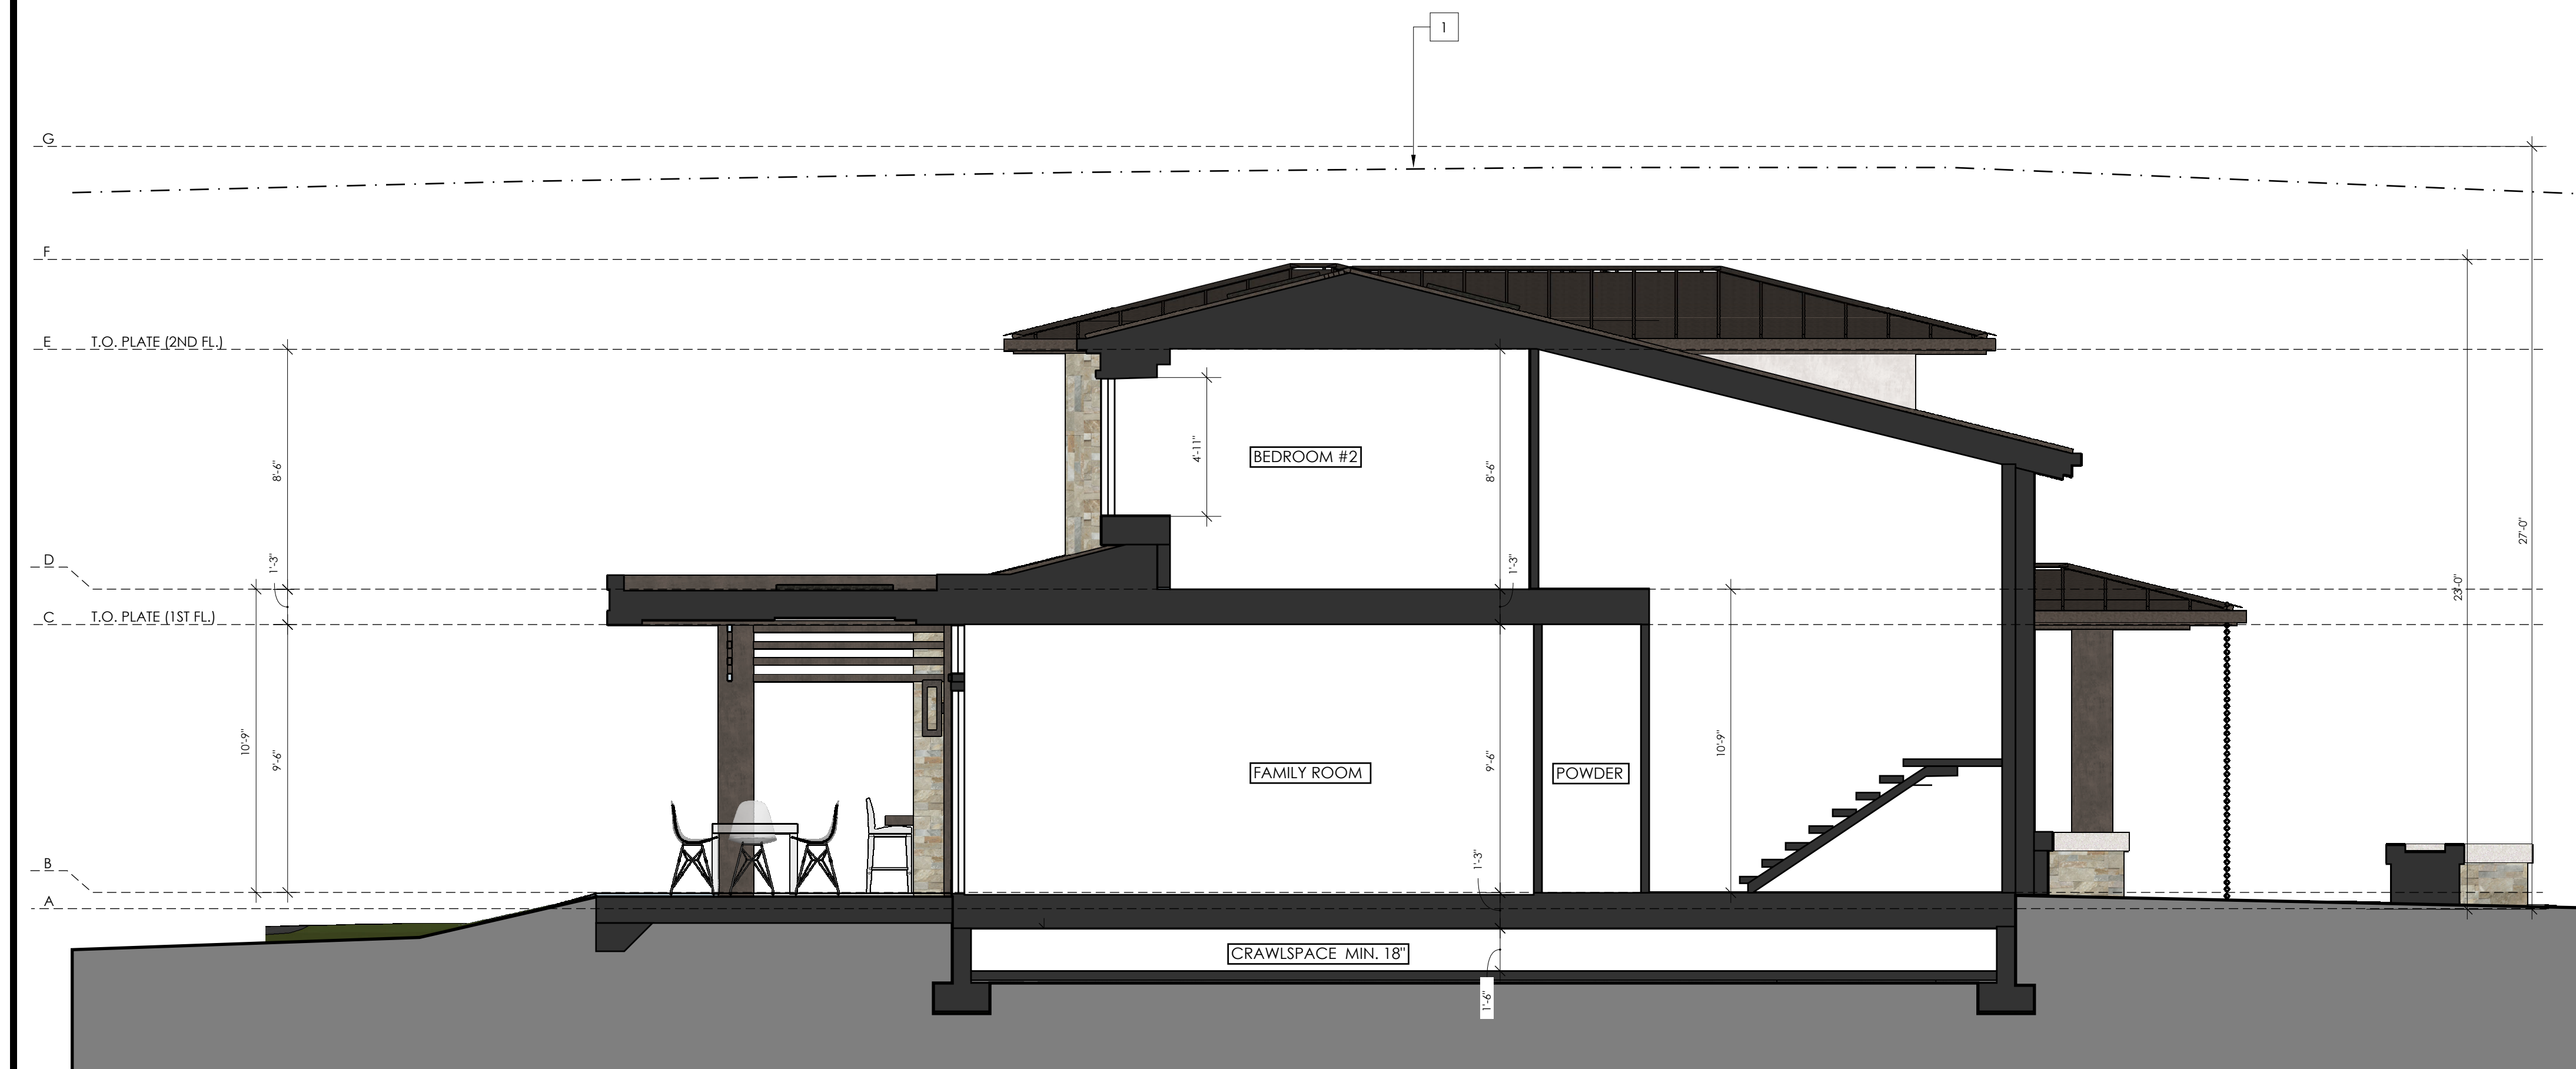 1
G
F
E T.O. PLATE (2ND FL.)
4'-11"
BEDROOM #2
8'-6"
8'-6"
27'-0"
D
1'-3"
1'-3"
23'-0"
C T.O. PLATE (1ST FL.)
10'-9"
9'-6"
9'-6"
10'-9"
FAMILY ROOM
POWDER
B
1'-3"
A
CRAWLSPACE MIN. 18"
1'-6"